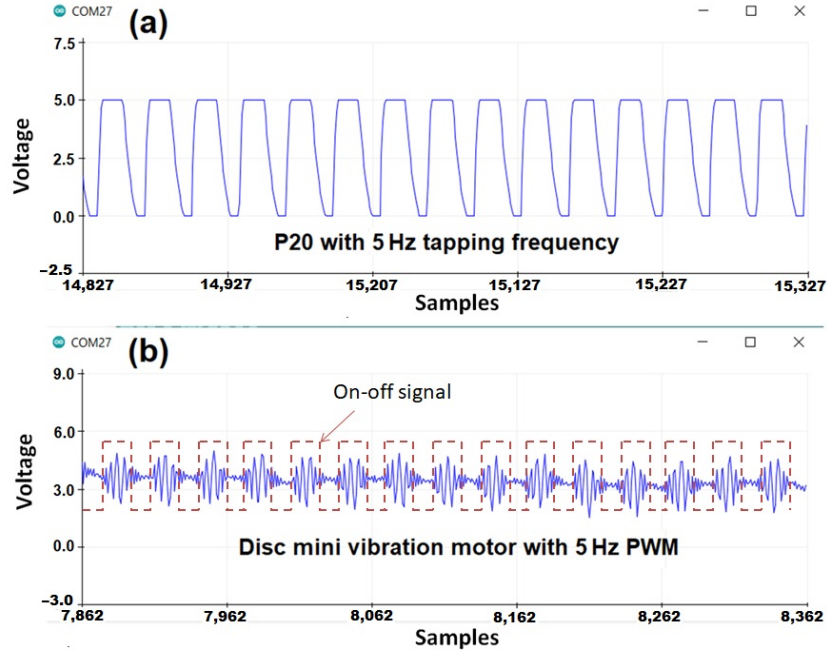 COM27
(a)
7.5
5.0
2.5
0.0
−2.5
Voltage
P20 with 5 Hz tapping frequency
14,827 14,927 15,207 15,127 15,227 15,327
Samples
COM27
(b)
9.0
6.0
3.0
0.0
−3.0
Voltage
On-off signal
Disc mini vibration motor with 5 Hz PWM
7,862 7,962 8,062 8,162 8,262 8,362
Samples